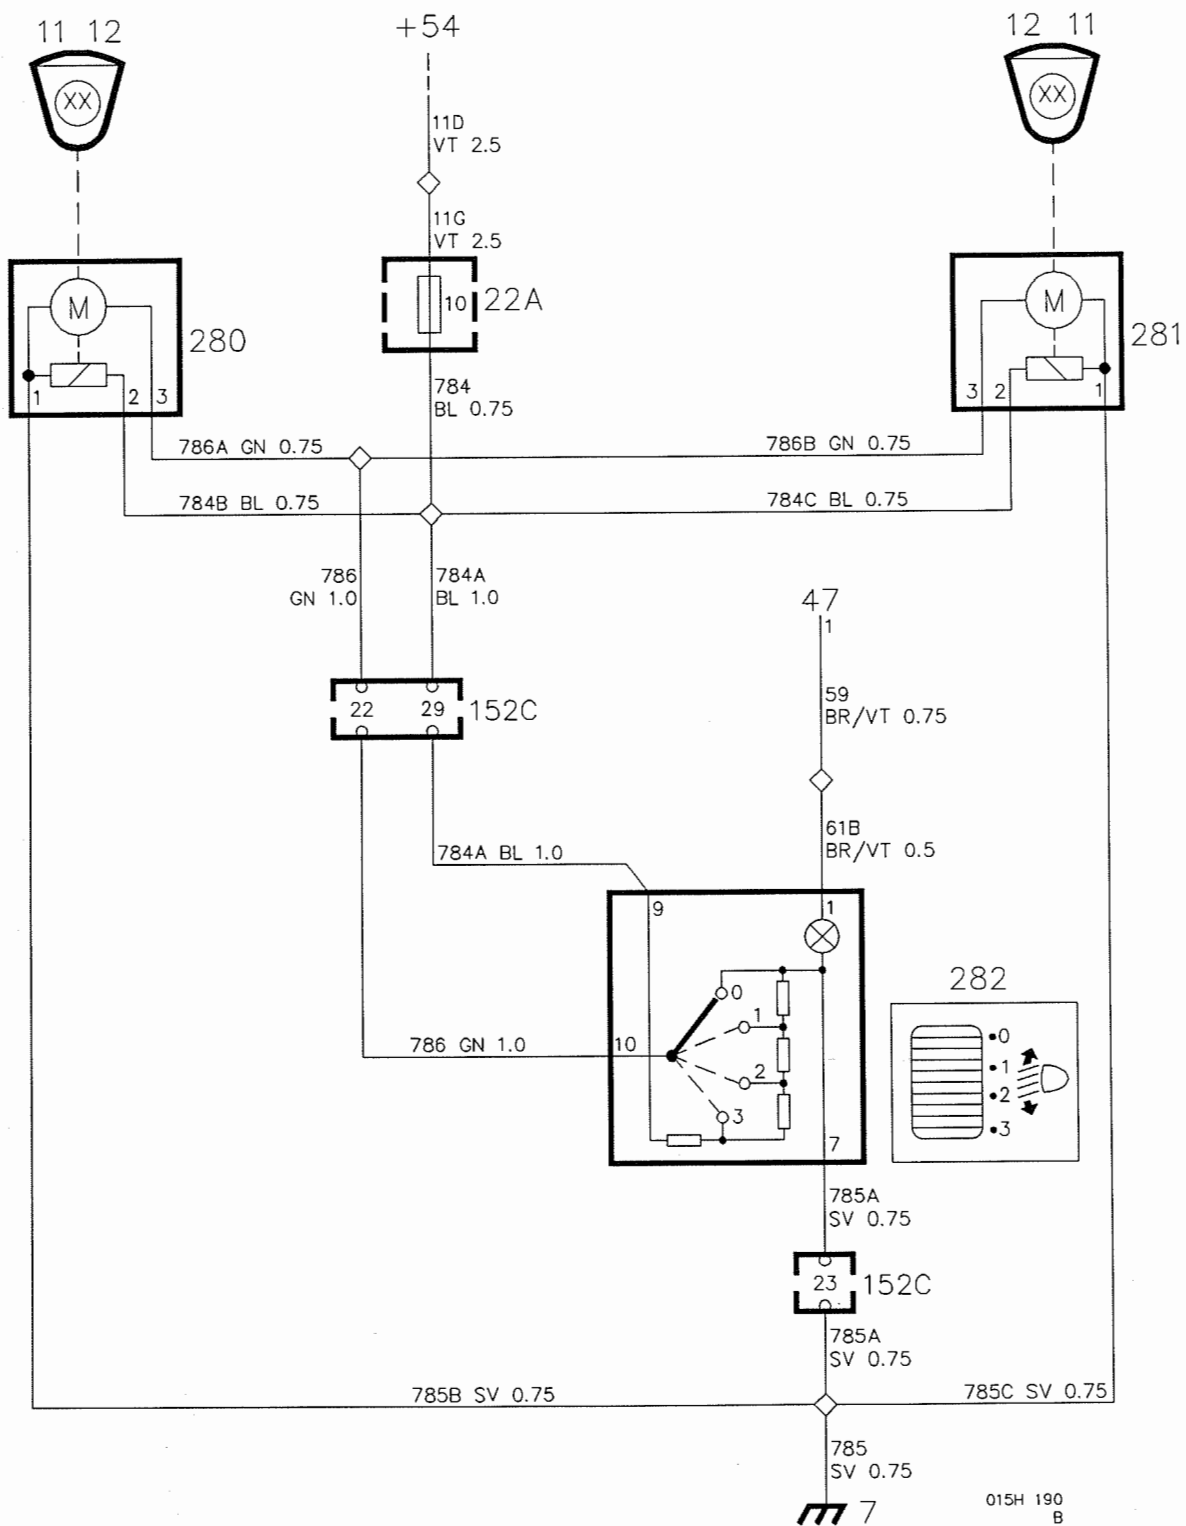 11 12
+54
12 11
XX
XX
11D
VT 2.5
11G
VT 2.5
M
280
10
22A
M
281
1
2
3
3
2
1
784
BL 0.75
786A GN 0.75
786B GN 0.75
784B BL 0.75
784C BL 0.75
786
GN 1.0
784A
BL 1.0
47
1
22
29
152C
59
BR/VT 0.75
61B
BR/VT 0.5
784A BL 1.0
9
1
0
1
786 GN 1.0
10
2
3
7
282
0
1
2
3
785A
SV 0.75
23
152C
785A
SV 0.75
785B SV 0.75
785C SV 0.75
785
SV 0.75
7
015H 190
B